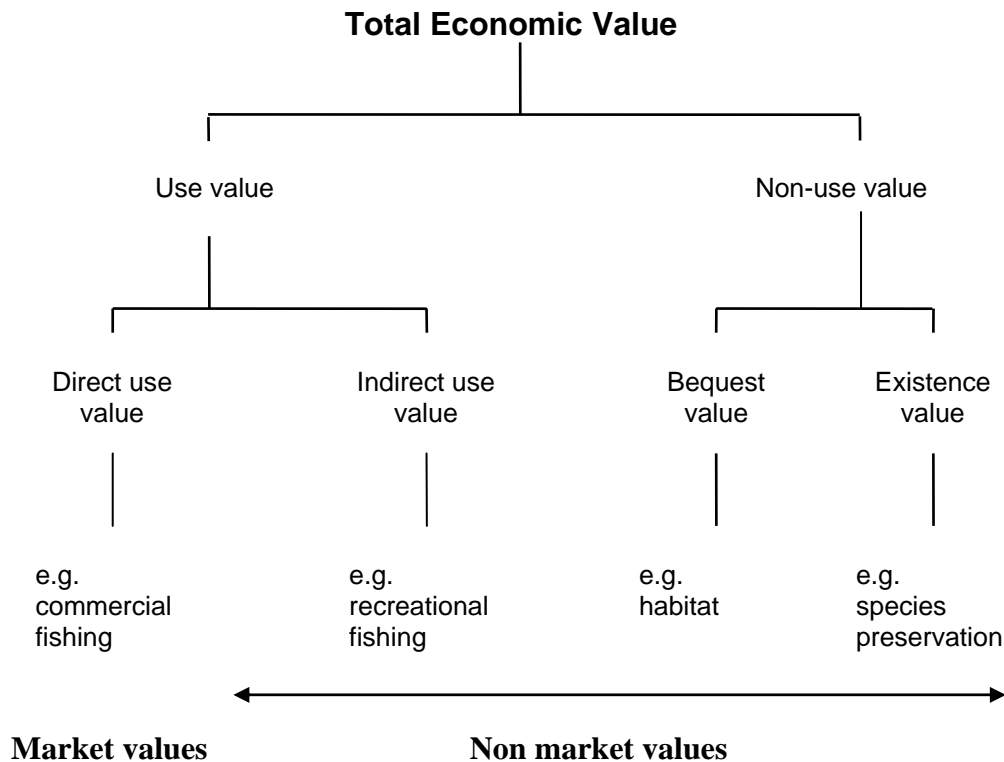 Total Economic Value
Use value
Non-use value
Direct use
value
Indirect use
value
Bequest
value
Existence
value
e.g.
commercial
fishing
e.g.
recreational
fishing
e.g.
habitat
e.g.
species
preservation
Market values
Non market values